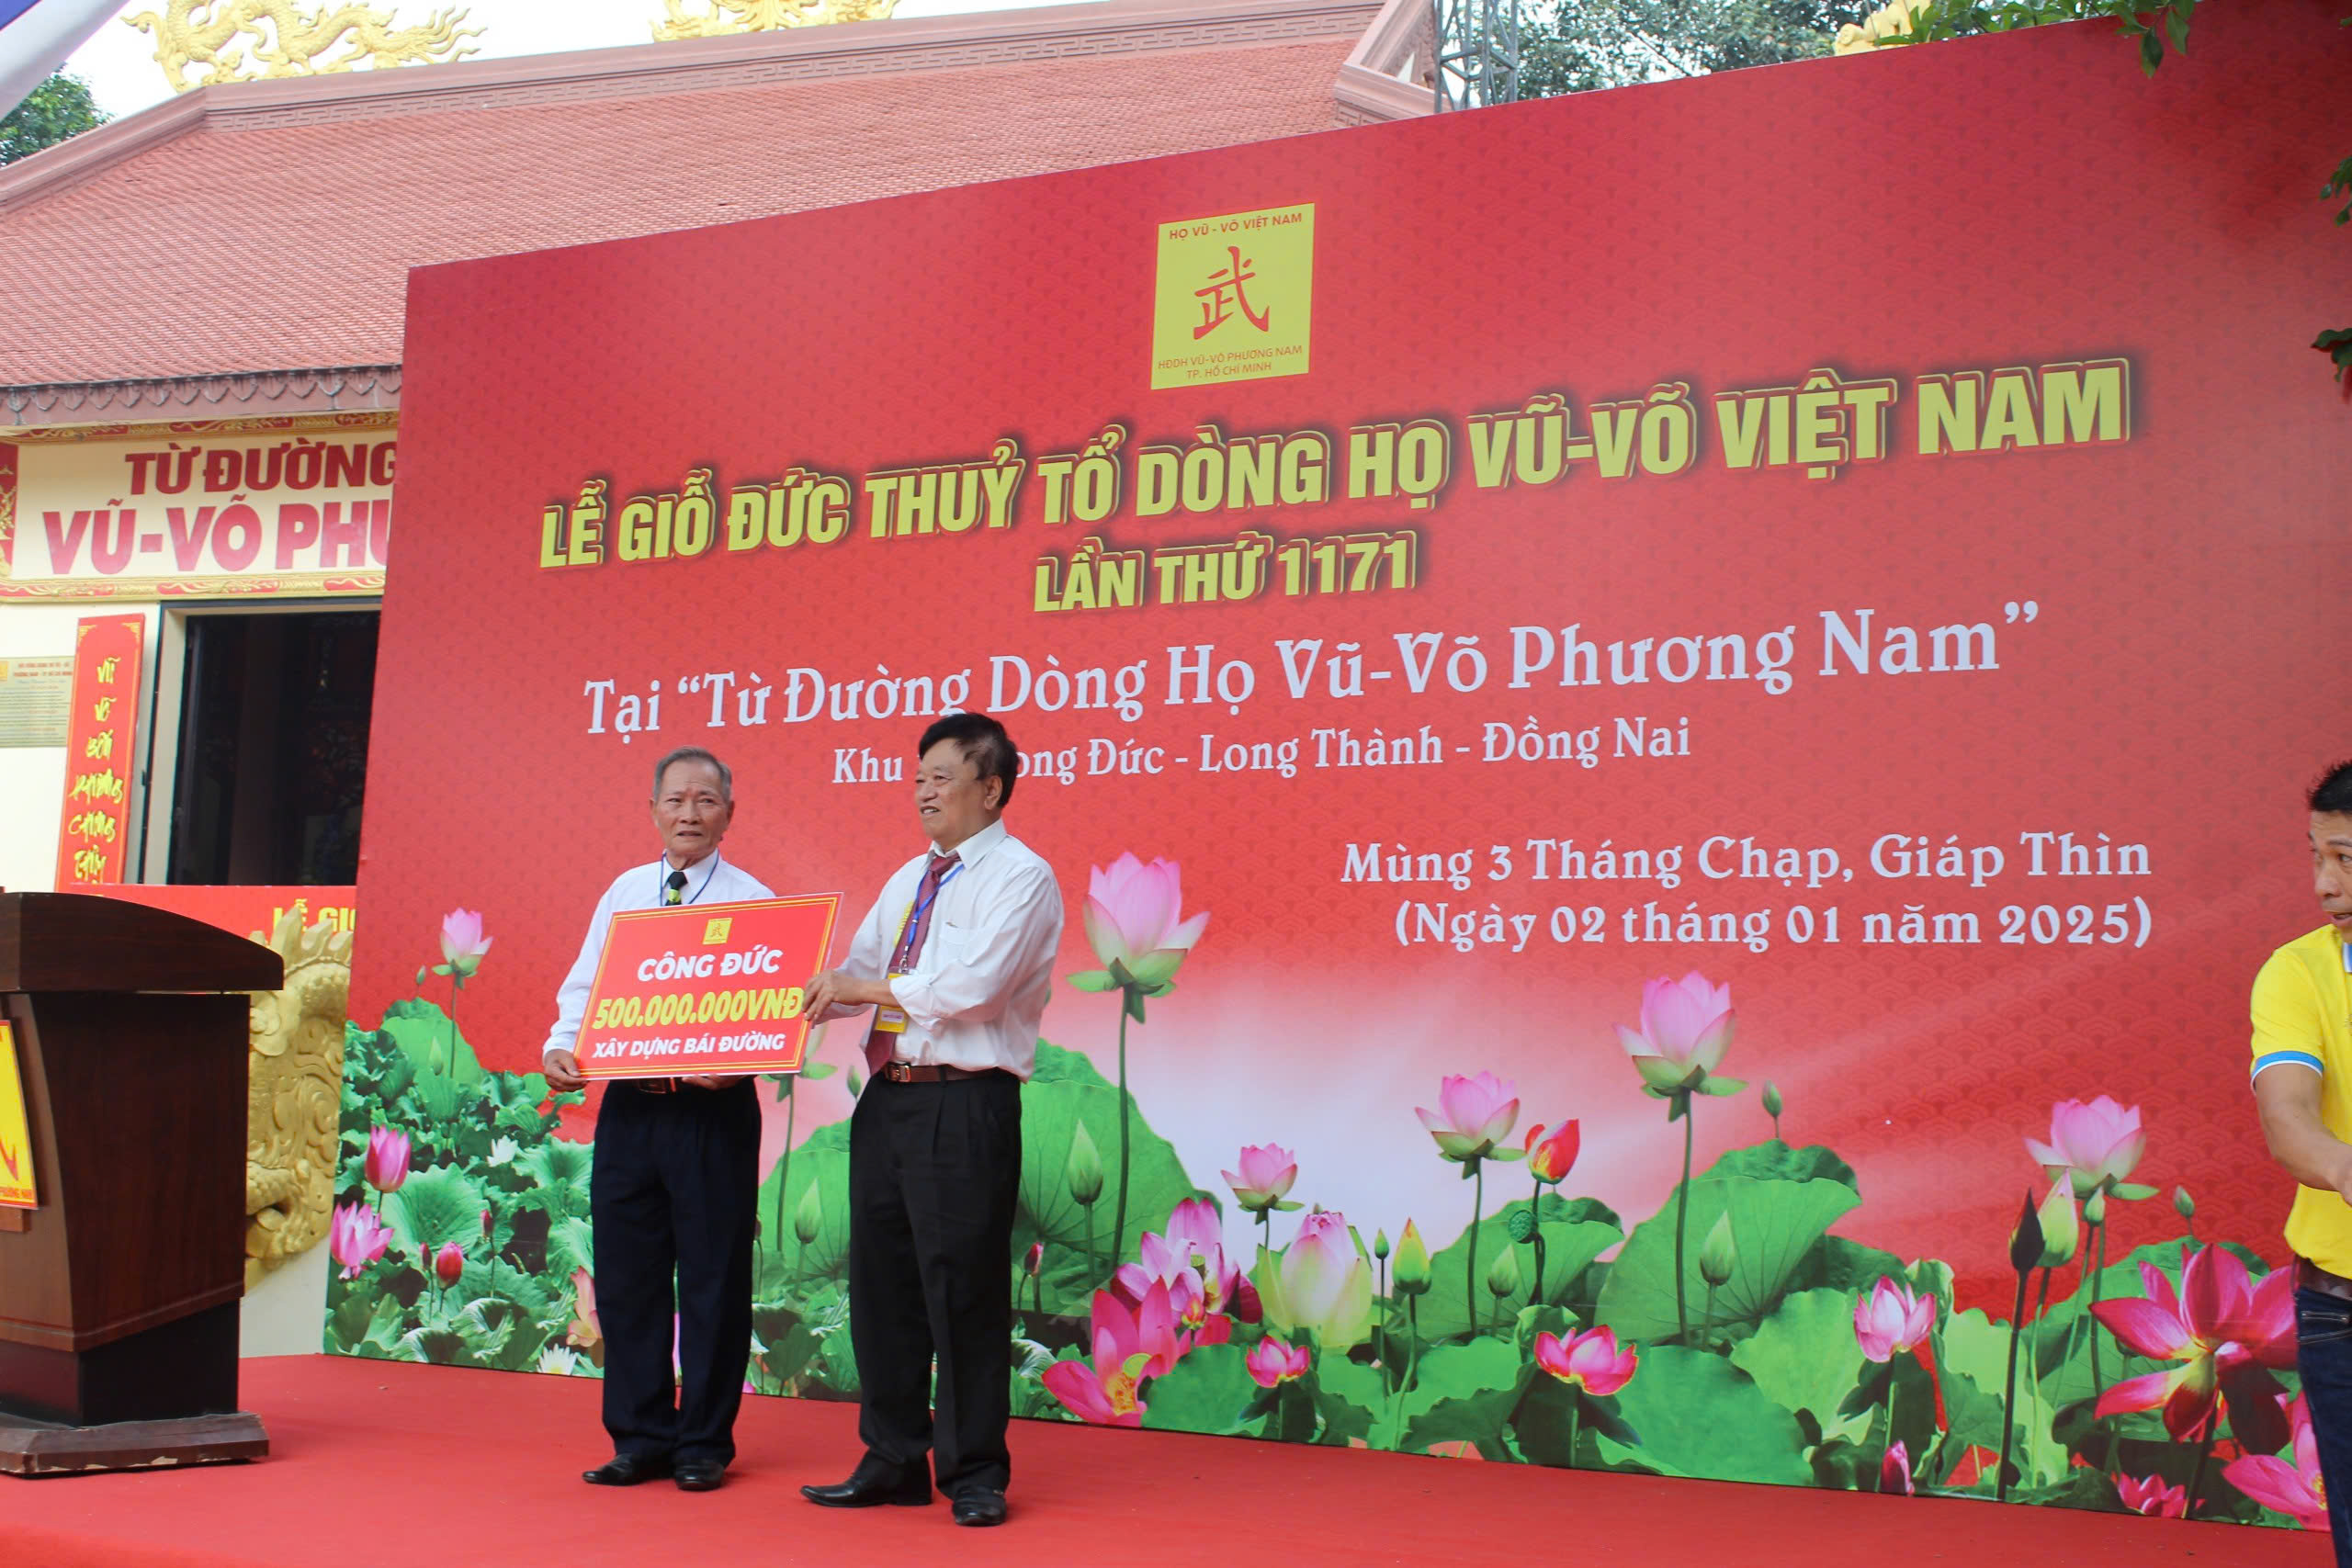 HỌ VŨ - VÕ VIỆT NAM
武
HĐDH VŨ-VÕ PHƯƠNG NAM
TP. HỒ CHÍ MINH
LỄ GIỖ ĐỨC THUỶ TỔ DÒNG HỌ VŨ-VÕ VIỆT NAM
LẦN THỨ 1171
Tại “Từ Đường Dòng Họ Vũ-Võ Phương Nam”
Khu Đức - Long Thành - Đồng Nai
Mùng 3 Tháng Chạp, Giáp Thìn
(Ngày 02 tháng 01 năm 2025)
TỪ ĐƯỜNG
VŨ-VÕ PHƯ
LỄ GI
武
CÔNG ĐỨC
500.000.000VNĐ
XÂY DỰNG BÁI ĐƯỜNG